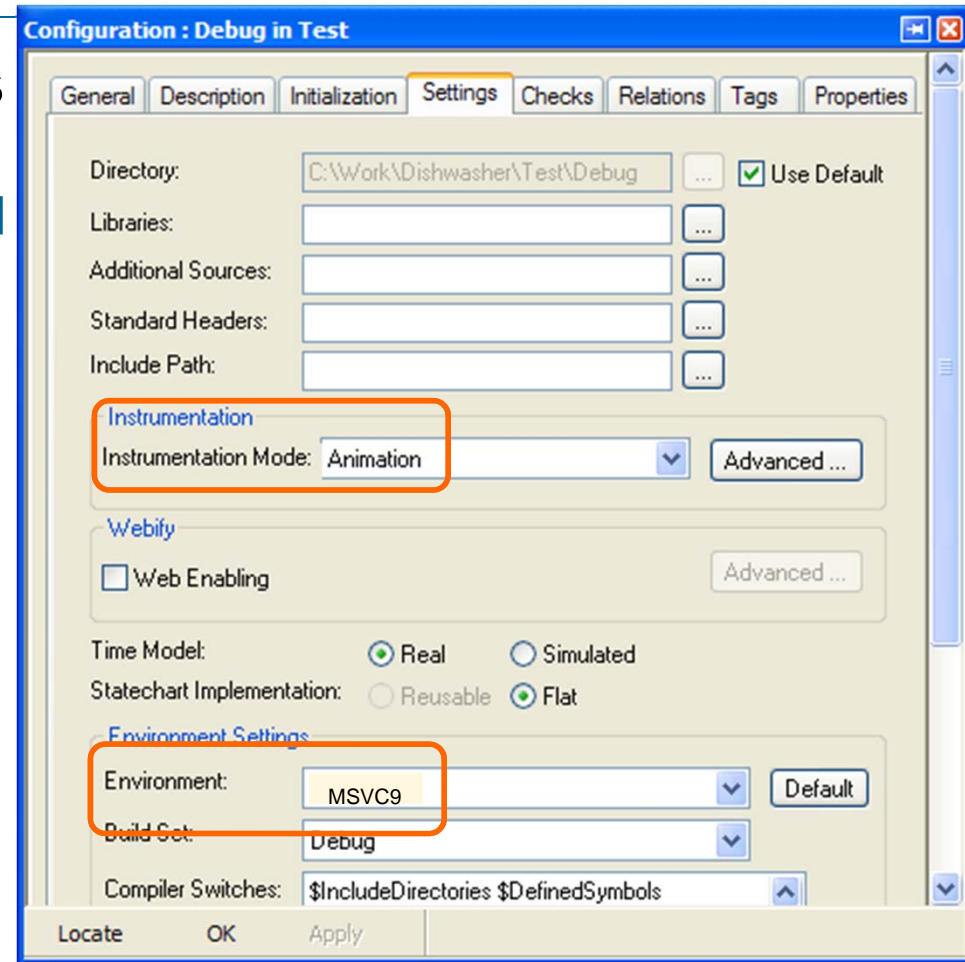 Configuration : Debug in Test
General Description Initialization Settings Checks Relations Tags Properties
Directory: C:\Work\Dishwasher\Test\Debug ... Use Default
Libraries: ...
Additional Sources: ...
Standard Headers: ...
Include Path: ...
Instrumentation
Instrumentation Mode: Animation Advanced ...
Webify
Web Enabling Advanced ...
Time Model: Real Simulated
Statechart Implementation: Reusable Flat
Environment Settings
Environment: MSVC9 Default
Build Set: Debug
Compiler Switches: $IncludeDirectories $DefinedSymbols
Locate OK Apply